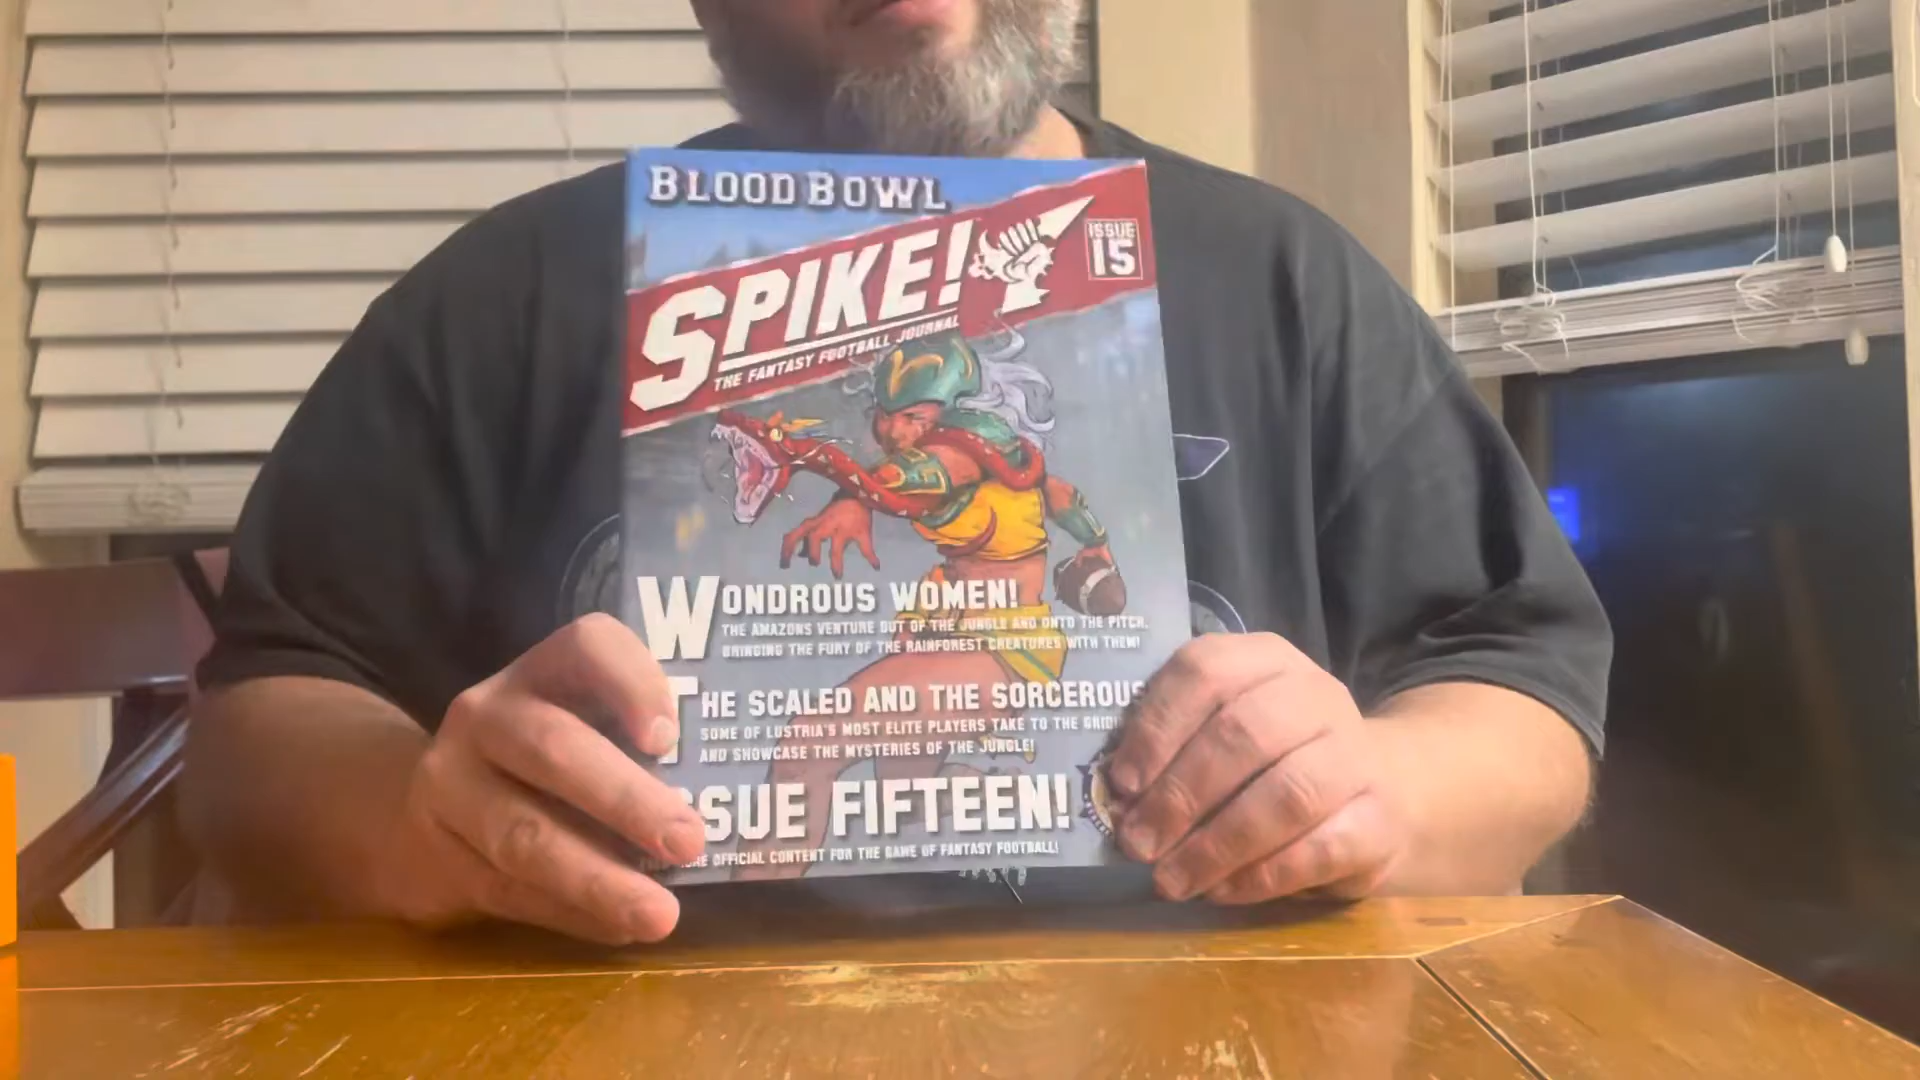 BLOOD BOWL
SPIKE!
ISSUE
15
THE FANTASY FOOTBALL JOURNAL
WONDROUS WOMEN!
THE AMAZONS VENTURE OUT OF THE JUNGLE AND ONTO THE PITCH,
BRINGING THE FURY OF THE RAINFOREST CREATURES WITH THEM!
THE SCALED AND THE SORCEROUS
SOME OF LUSTRIA'S MOST ELITE PLAYERS TAKE TO THE
AND SHOWCASE THE MYSTERIES OF THE JUNGLE!
SSUE FIFTEEN!
OFFICIAL CONTENT FOR THE GAME OF FANTASY FOOTBALL!